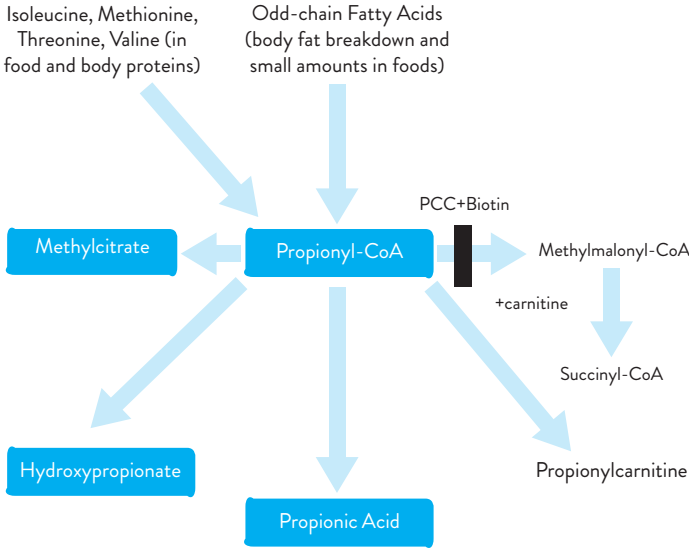 Isoleucine, Methionine,
Threonine, Valine (in
food and body proteins)
Odd-chain Fatty Acids
(body fat breakdown and
small amounts in foods)
PCC+Biotin
Methylcitrate
Propionyl-CoA
Methylmalonyl-CoA
+carnitine
Succinyl-CoA
Hydroxypropionate
Propionylcarnitine
Propionic Acid